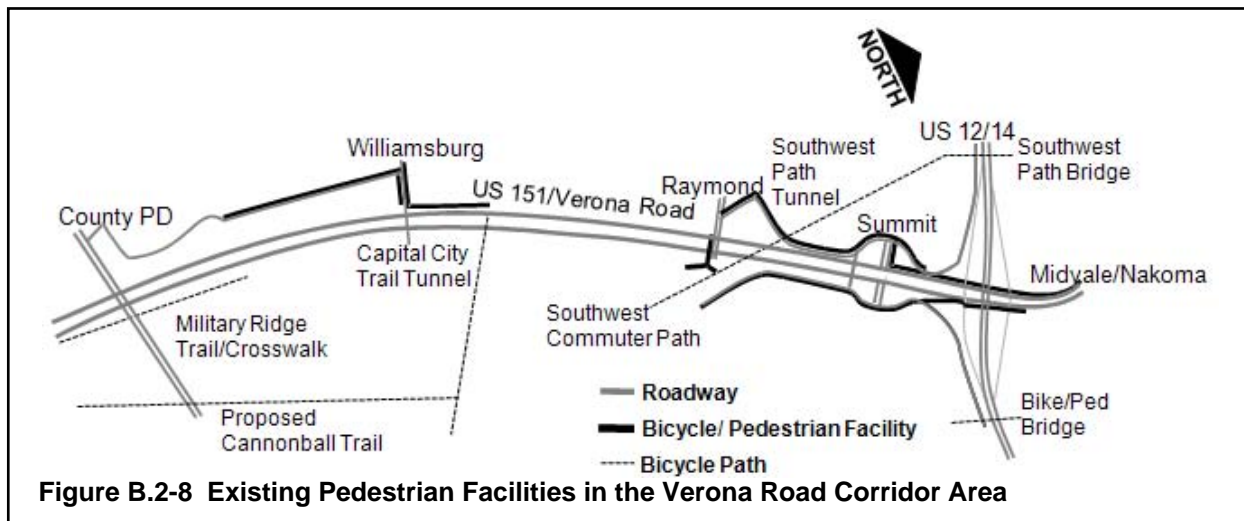 NORTH
US 12/14
Williamsburg
Southwest
Path
Tunnel
Southwest
Path Bridge
Raymond
US 151/Verona Road
County PD
Summit
Capital City
Trail Tunnel
Midvale/Nakoma
Military Ridge
Trail/Crosswalk
Southwest
Commuter Path
Roadway
Proposed
Cannonball Trail
Bicycle/ Pedestrian Facility
Bike/Ped
Bridge
Bicycle Path
Figure B.2-8 Existing Pedestrian Facilities in the Verona Road Corridor Area